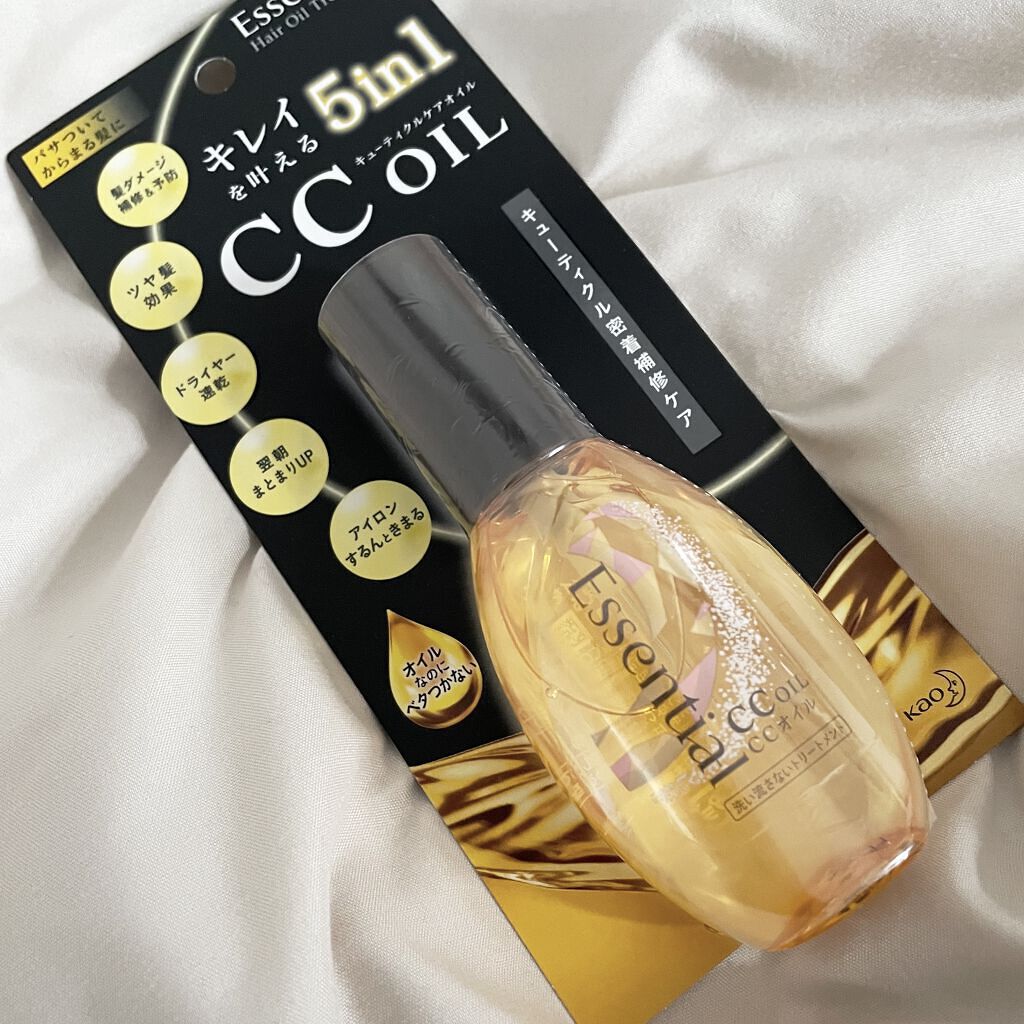 Hair Oil
パサついて
からまる髪に
キレイ
を叶える
5in1
キューティクルケアオイル
CC OIL
髪ダメージ
補修&予防
ツヤ髪
効果
ドライヤー
速乾
翌朝
まとまりUP
アイロン
するんときまる
キューティクル密着補修ケア
オイル
なのに
ベタつかない
Essential
CC OIL
CCオイル
洗い流さないトリートメント
Kao